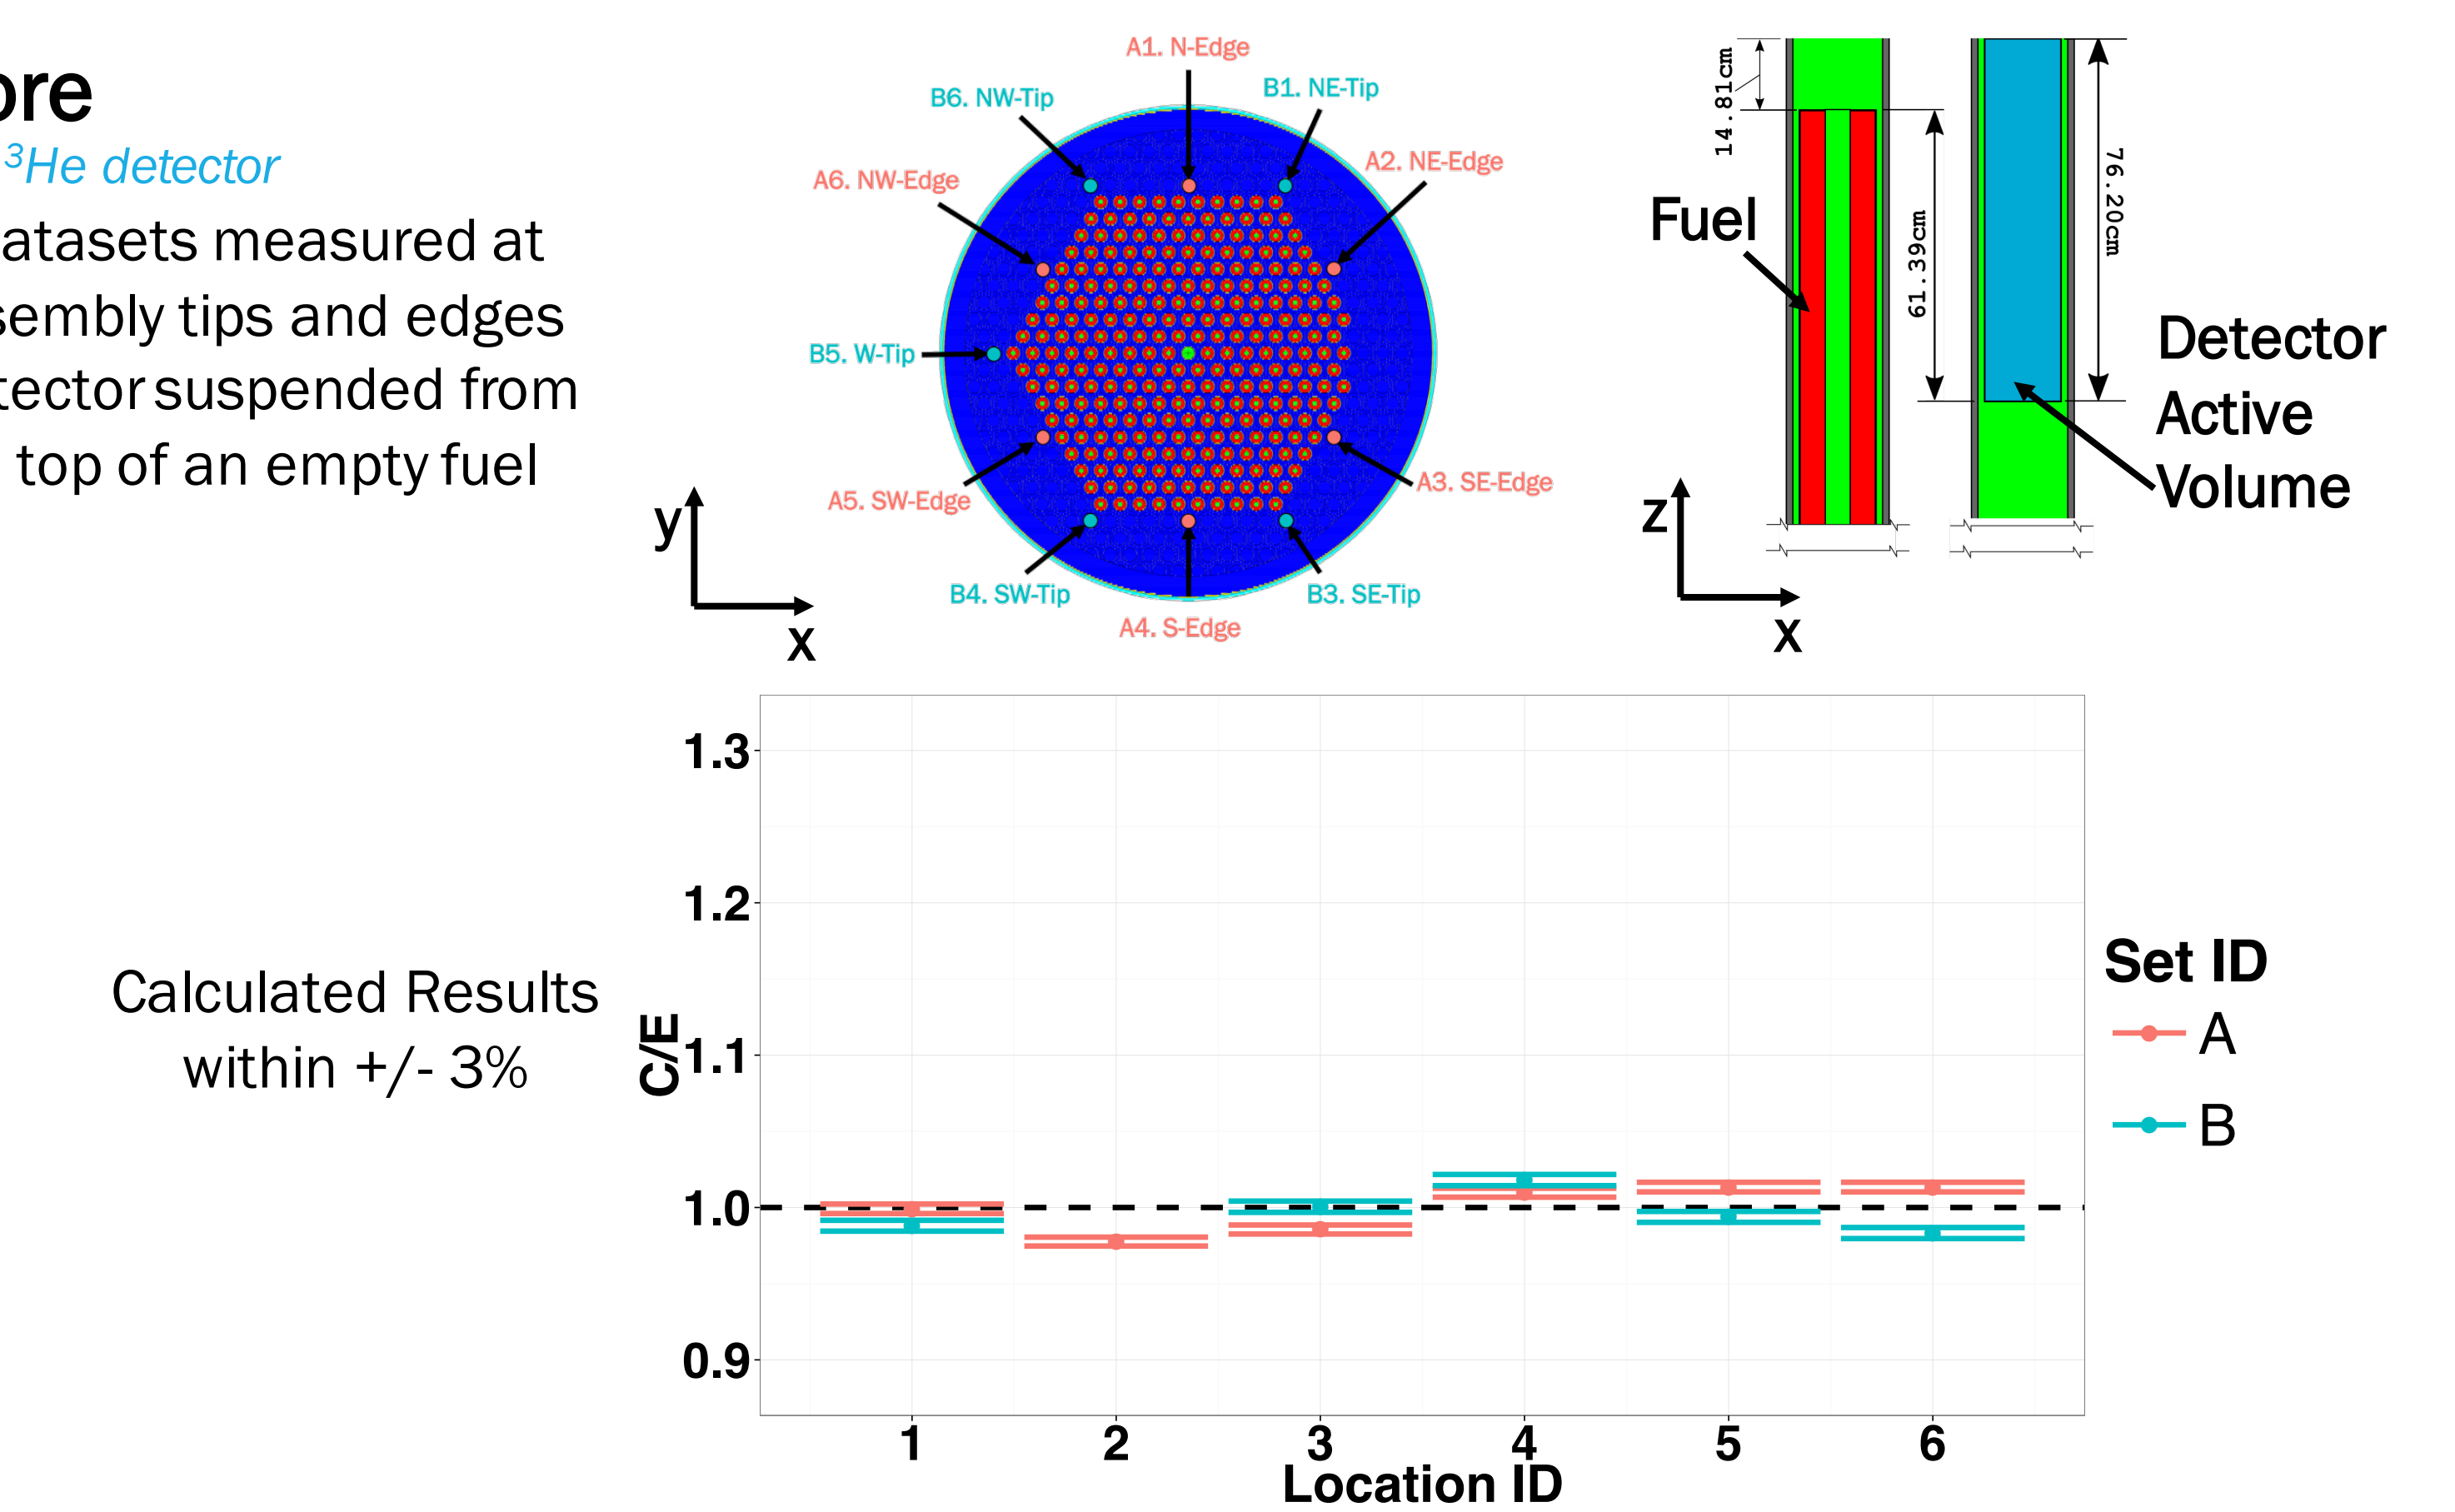 ore
³He detector
atasets measured at
sembly tips and edges
tector suspended from
top of an empty fuel
A1. N-Edge
B6. NW-Tip
B1. NE-Tip
A6. NW-Edge
A2. NE-Edge
B5. W-Tip
A5. SW-Edge
A3. SE-Edge
B4. SW-Tip
B3. SE-Tip
A4. S-Edge
y
x
14.81cm
61.39cm
76.20cm
Fuel
Detector
Active
Volume
z
x
Calculated Results
within +/- 3%
C/E
1.3
1.2
1.1
1.0
0.9
1 2 3 4 5 6
Location ID
Set ID
A
B